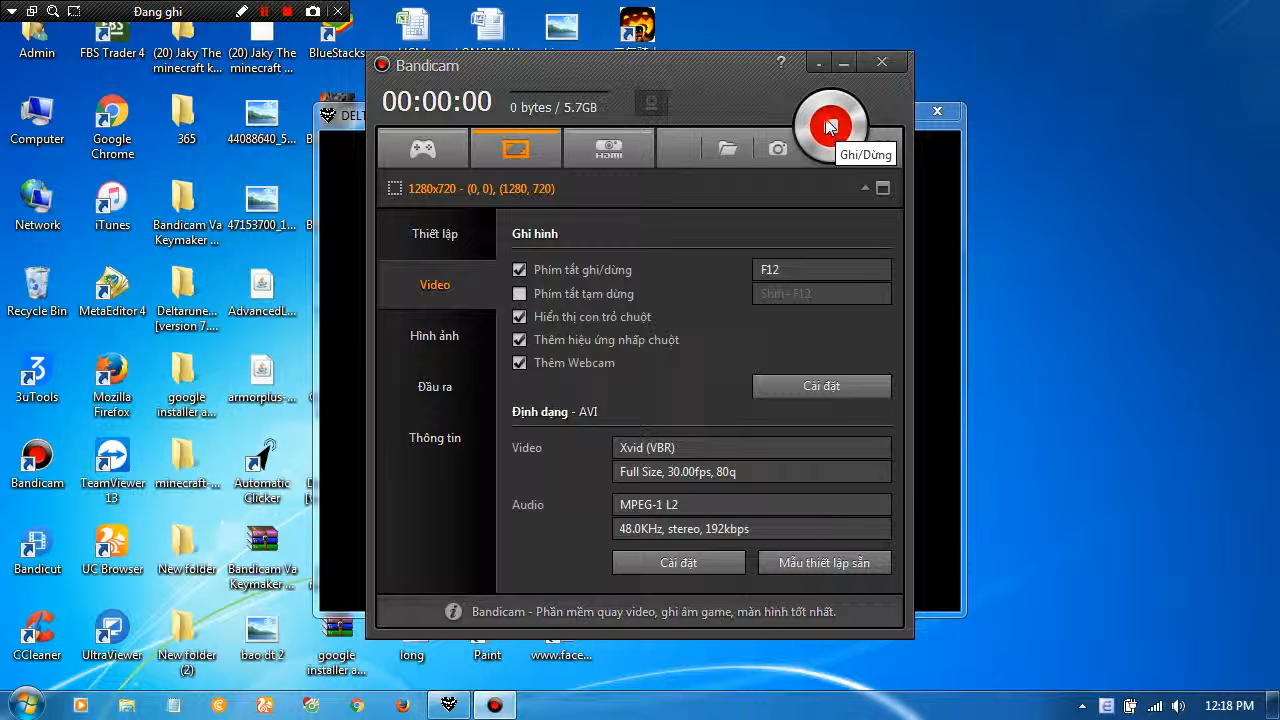 Đang ghi
Admin
FBS Trader 4
(20) Jaky The
minecraft k...
(20) Jaky The
minecraft ...
BlueStacks
Computer
Google
Chrome
365
44088640_5...
Network
iTunes
Bandicam Va
Keymaker ...
47153700_1...
Recycle Bin
MetaEditor 4
Deltarune...
[version 7....
AdvancedL...
3uTools
Mozilla
Firefox
google
installer a...
armorplus-...
Bandicam
TeamViewer
13
minecraft-...
Automatic
Clicker
Bandicut
UC Browser
New folder
Bandicam Va
Keymaker ...
CCleaner
UltraViewer
New folder
(2)
bao dt 2
google
installer a...
long
Paint
www.face...
DELT
Bandicam
?
00:00:00
0 bytes / 5.7GB
HDMI
Ghi/Dừng
1280x720 - (0, 0), (1280, 720)
Thiết lập
Video
Hình ảnh
Đầu ra
Thông tin
Ghi hình
Phím tắt ghi/dừng
F12
Phím tắt tạm dừng
Shift+F12
Hiển thị con trỏ chuột
Thêm hiệu ứng nhấp chuột
Thêm Webcam
Cài đặt
Định dạng - AVI
Video
Xvid (VBR)
Full Size, 30.00fps, 80q
Audio
MPEG-1 L2
48.0KHz, stereo, 192kbps
Cài đặt
Mẫu thiết lập sẵn
Bandicam - Phần mềm quay video, ghi âm game, màn hình tốt nhất.
12:18 PM